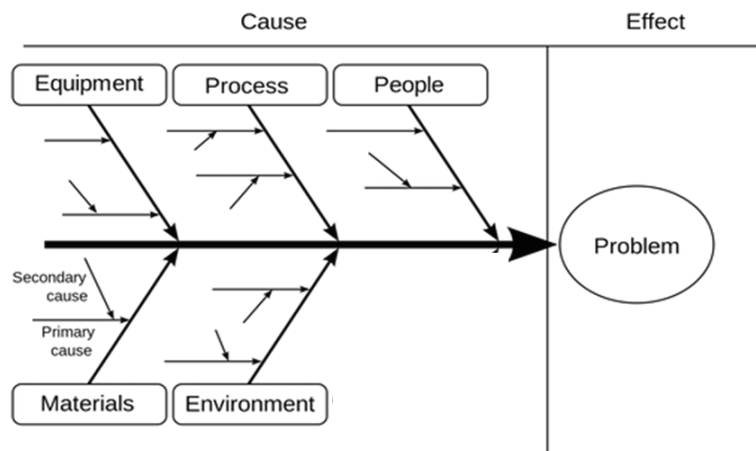 Cause
Effect
Equipment
Process
People
Problem
Secondary
cause
Primary
cause
Materials
Environment